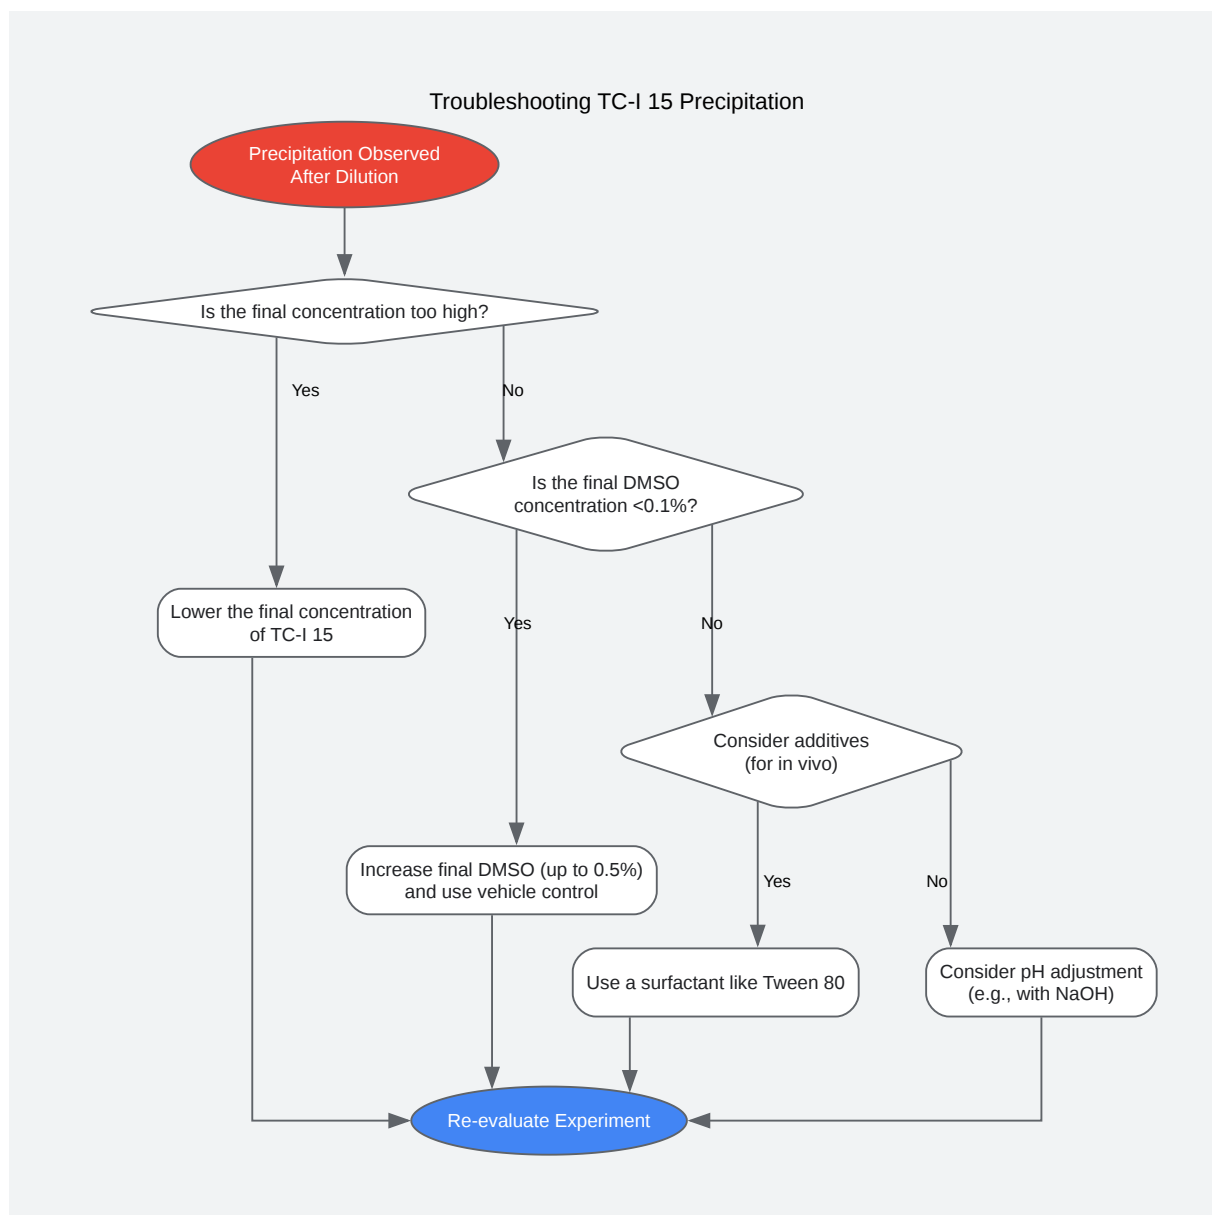 Troubleshooting TC-I 15 Precipitation
Precipitation Observed
After Dilution
Is the final concentration too high?
Yes
No
Is the final DMSO
concentration <0.1%?
Lower the final concentration
of TC-I 15
Yes
No
Consider additives
(for in vivo)
Increase final DMSO (up to 0.5%)
and use vehicle control
Yes
No
Use a surfactant like Tween 80
Consider pH adjustment
(e.g., with NaOH)
Re-evaluate Experiment